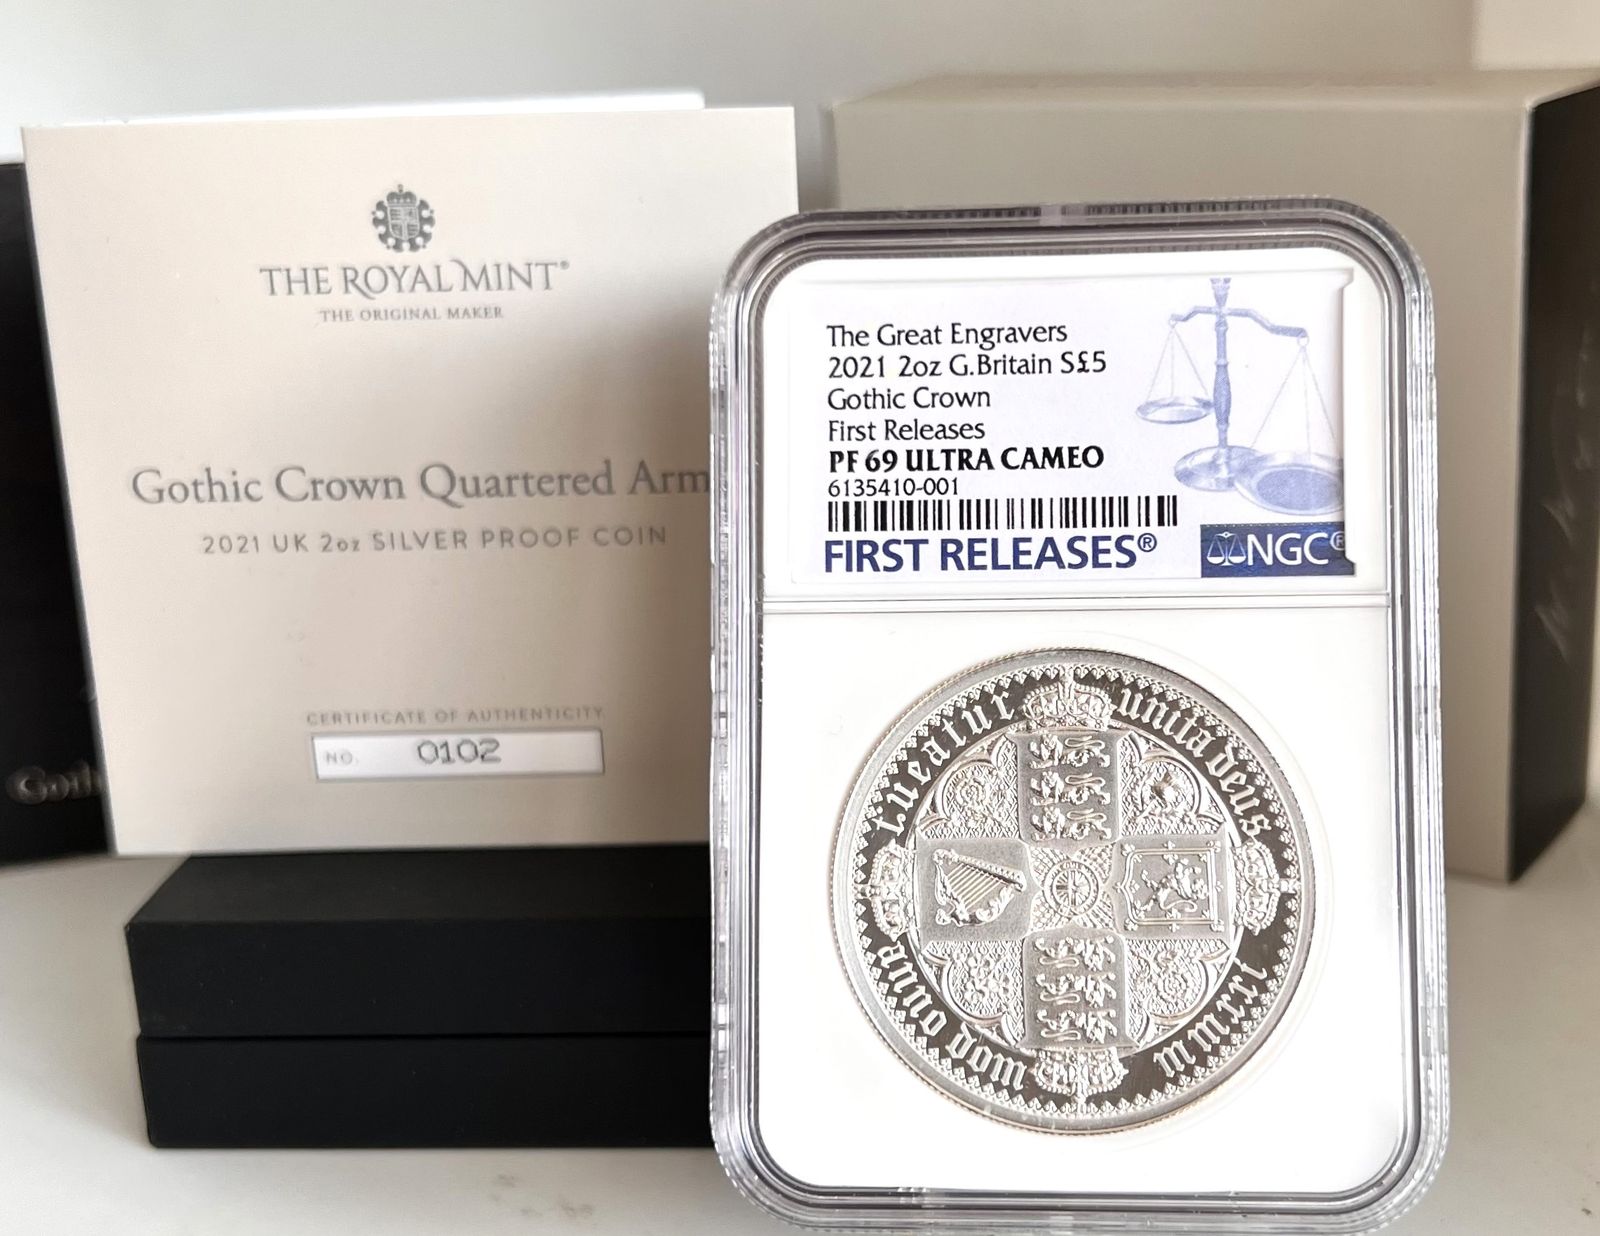 THE ROYAL MINT®
THE ORIGINAL MAKER
Gothic Crown Quartered Arm
2021 UK 2oz SILVER PROOF COIN
CERTIFICATE OF AUTHENTICITY
NO. 0102
Goth
The Great Engravers
2021 2oz G.Britain S£5
Gothic Crown
First Releases
PF 69 ULTRA CAMEO
6135410-001
FIRST RELEASES®
NGC®
tueatur unita deus
anno dom mmxxi